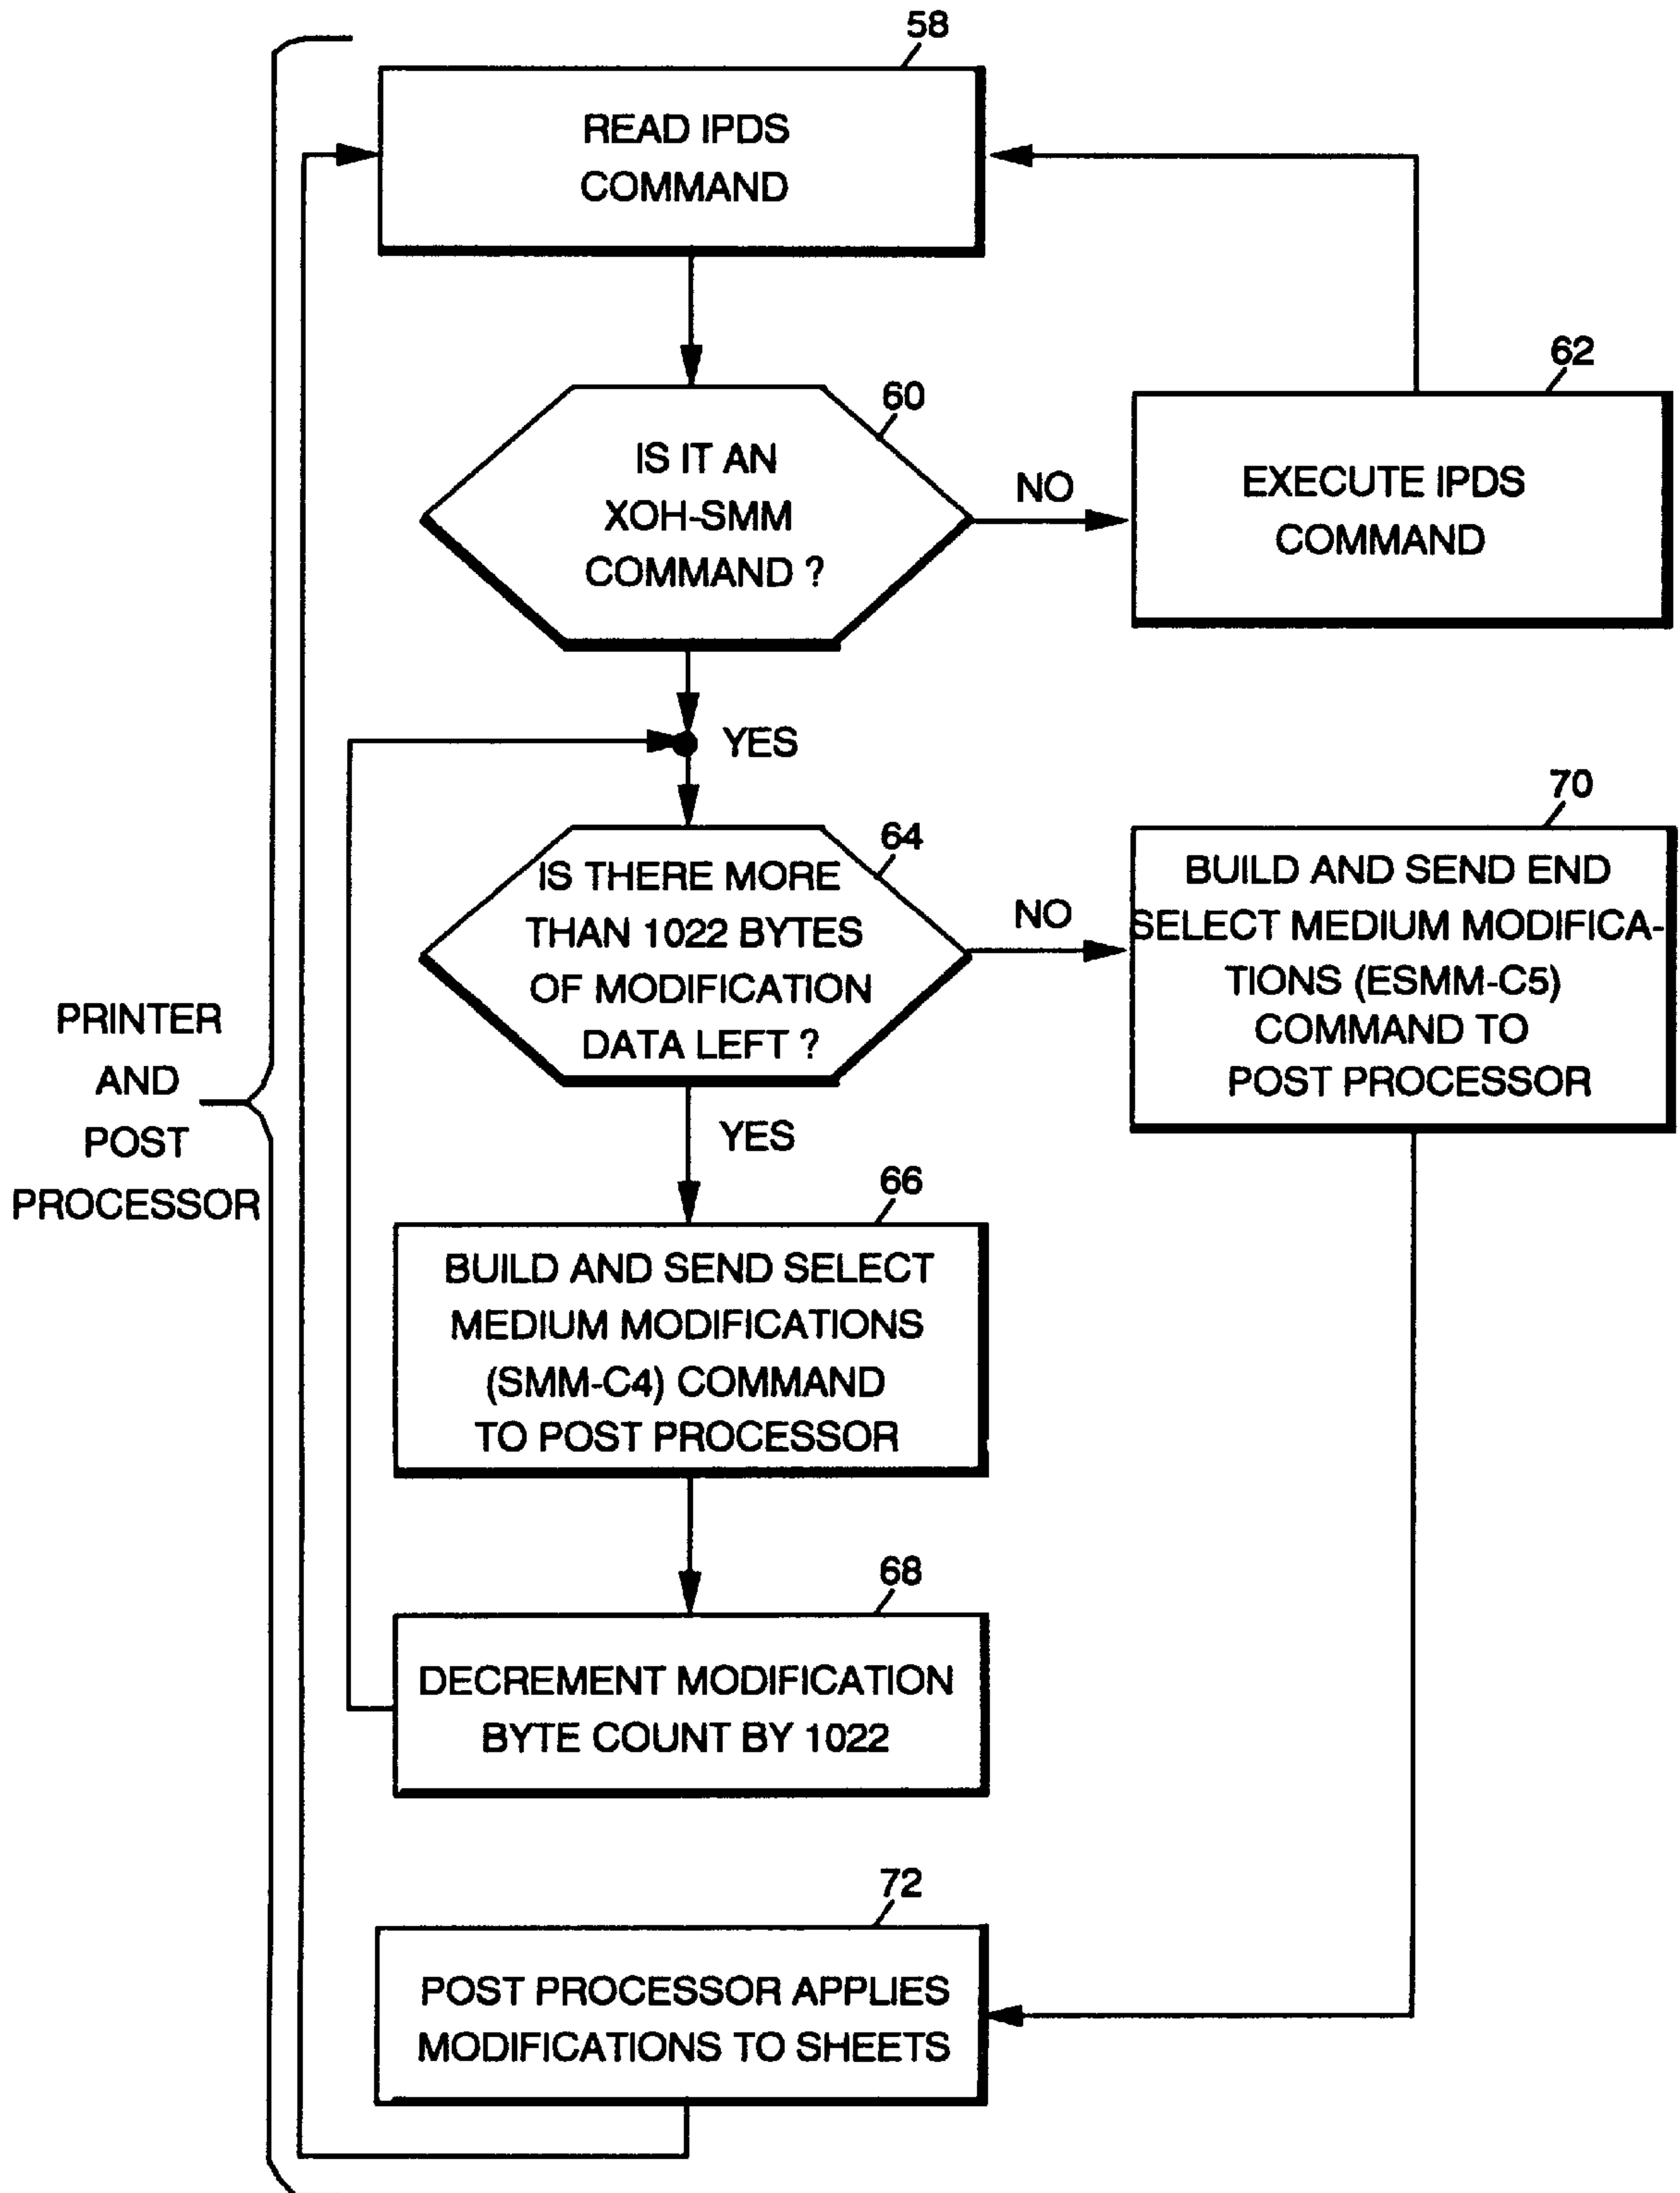 58
READ IPDS
COMMAND
60
IS IT AN
XOH-SMM
COMMAND ?
NO
62
EXECUTE IPDS
COMMAND
YES
64
IS THERE MORE
THAN 1022 BYTES
OF MODIFICATION
DATA LEFT ?
NO
70
BUILD AND SEND END
SELECT MEDIUM MODIFICA-
TIONS (ESMM-C5)
COMMAND TO
POST PROCESSOR
PRINTER
AND
POST
PROCESSOR
YES
66
BUILD AND SEND SELECT
MEDIUM MODIFICATIONS
(SMM-C4) COMMAND
TO POST PROCESSOR
68
DECREMENT MODIFICATION
BYTE COUNT BY 1022
72
POST PROCESSOR APPLIES
MODIFICATIONS TO SHEETS